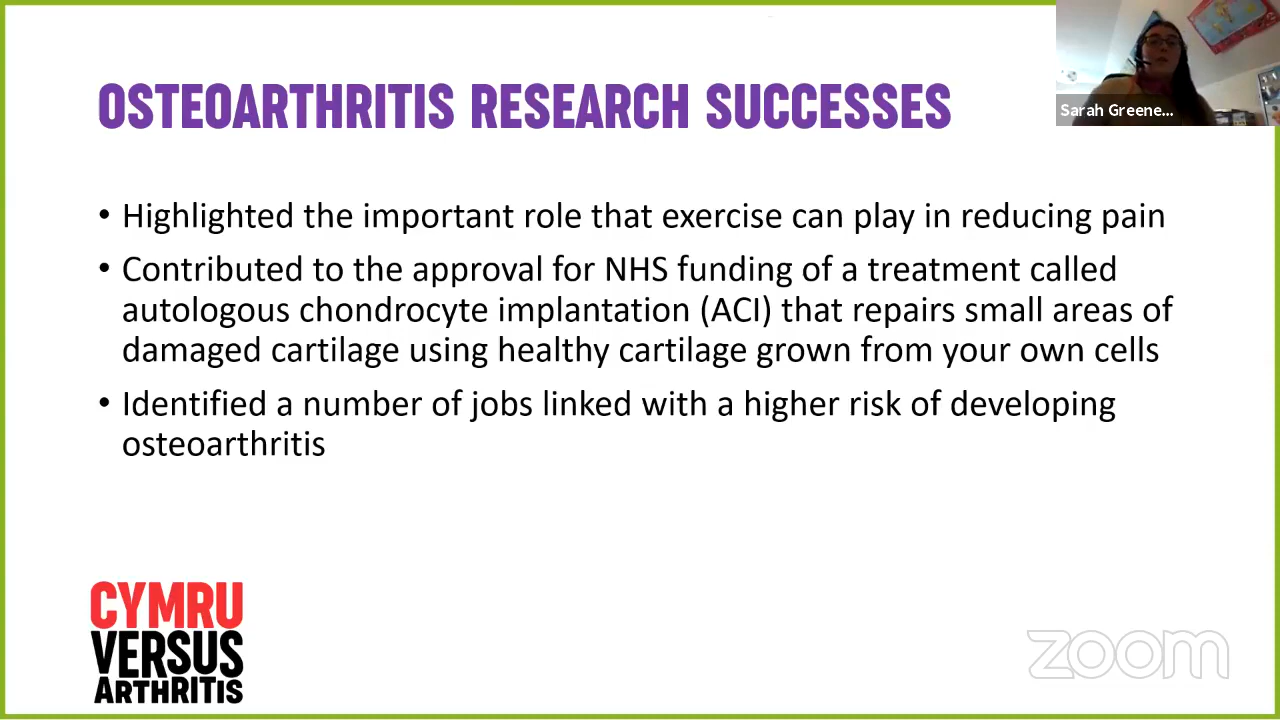 OSTEOARTHRITIS RESEARCH SUCCESSES
Sarah Greene...
• Highlighted the important role that exercise can play in reducing pain
• Contributed to the approval for NHS funding of a treatment called
autologous chondrocyte implantation (ACI) that repairs small areas of
damaged cartilage using healthy cartilage grown from your own cells
• Identified a number of jobs linked with a higher risk of developing
osteoarthritis
CYMRU
VERSUS
ARTHRITIS
zoom